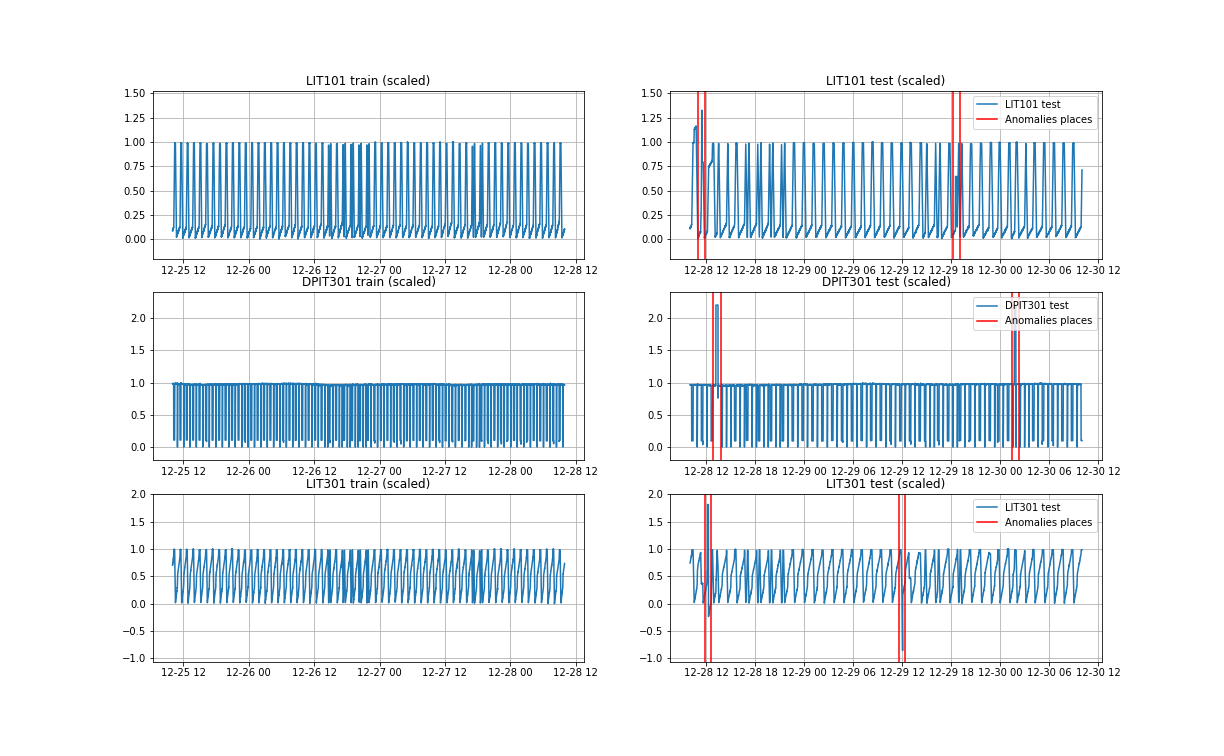 LIT101 train (scaled)
1.50
1.25
1.00
0.75
0.50
0.25
0.00
12-25 12 12-26 00 12-26 12 12-27 00 12-27 12 12-28 00 12-28 12
LIT101 test (scaled)
1.50
1.25
1.00
0.75
0.50
0.25
0.00
LIT101 test
Anomalies places
12-28 12 12-28 18 12-29 00 12-29 06 12-29 12 12-29 18 12-30 00 12-30 06 12-30 12
DPIT301 train (scaled)
2.0
1.5
1.0
0.5
0.0
12-25 12 12-26 00 12-26 12 12-27 00 12-27 12 12-28 00 12-28 12
DPIT301 test (scaled)
2.0
1.5
1.0
0.5
0.0
DPIT301 test
Anomalies places
12-28 12 12-28 18 12-29 00 12-29 06 12-29 12 12-29 18 12-30 00 12-30 06 12-30 12
LIT301 train (scaled)
2.0
1.5
1.0
0.5
0.0
−0.5
−1.0
12-25 12 12-26 00 12-26 12 12-27 00 12-27 12 12-28 00 12-28 12
LIT301 test (scaled)
2.0
1.5
1.0
0.5
0.0
−0.5
−1.0
LIT301 test
Anomalies places
12-28 12 12-28 18 12-29 00 12-29 06 12-29 12 12-29 18 12-30 00 12-30 06 12-30 12